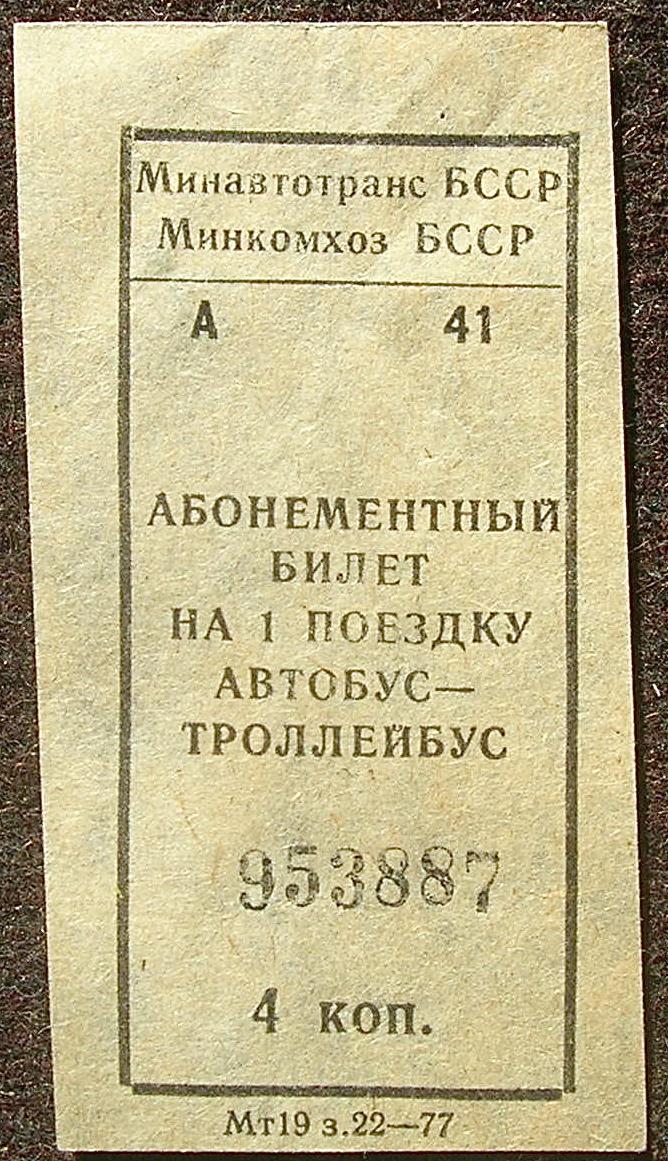 Минавтотранс БССР
Минкомхоз БССР
А 41
АБОНЕМЕНТНЫЙ
БИЛЕТ
НА 1 ПОЕЗДКУ
АВТОБУС—
ТРОЛЛЕЙБУС
953887
4 коп.
Мт19 з.22—77